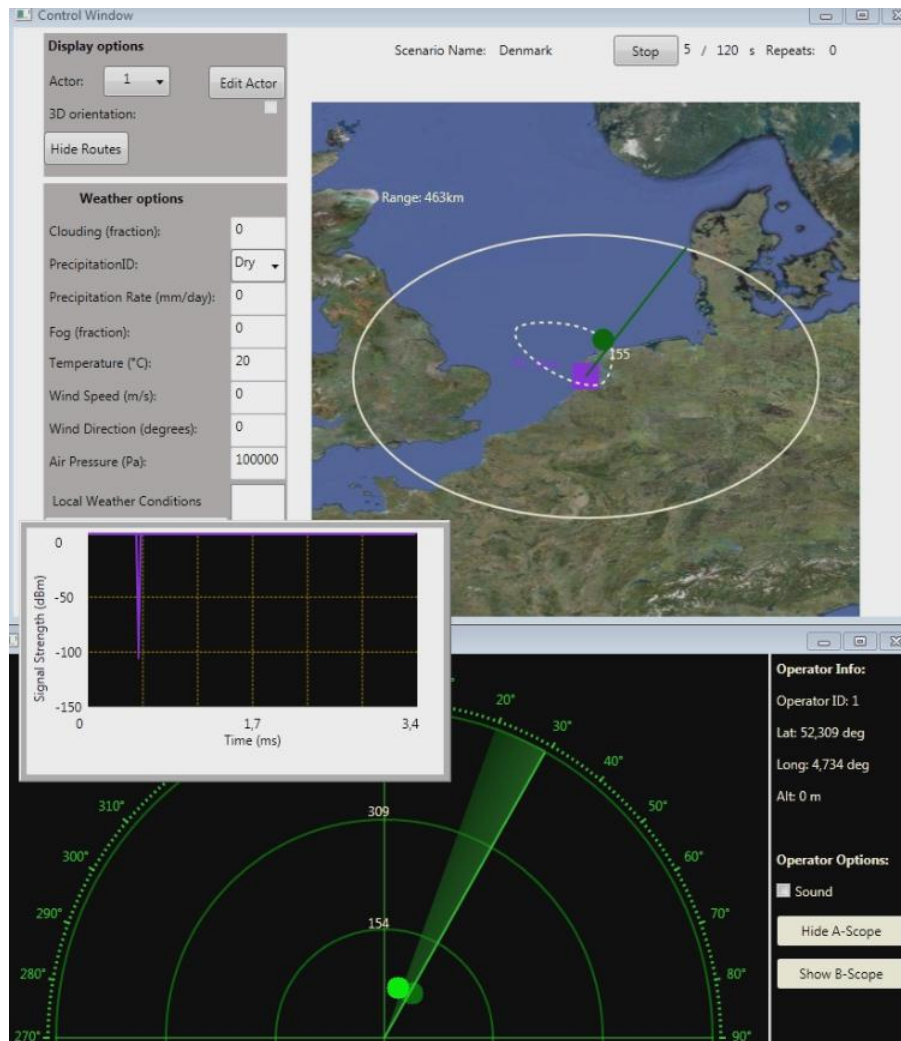 Control Window
Display options
Actor: 1
Edit Actor
3D orientation:
Hide Routes
Scenario Name: Denmark
Stop
5 / 120 s Repeats: 0
Weather options
Clouding (fraction): 0
PrecipitationID: Dry
Precipitation Rate (mm/day): 0
Fog (fraction): 0
Temperature (°C): 20
Wind Speed (m/s): 0
Wind Direction (degrees): 0
Air Pressure (Pa): 100000
Local Weather Conditions
Range: 463km
155
Signal Strength (dBm)
0
-50
-100
-150
0 1,7 3,4
Time (ms)
20°
30°
40°
50°
60°
70°
80°
90°
310°
300°
290°
280°
270°
309
154
Operator Info:
Operator ID: 1
Lat: 52,309 deg
Long: 4,734 deg
Alt: 0 m
Operator Options:
Sound
Hide A-Scope
Show B-Scope